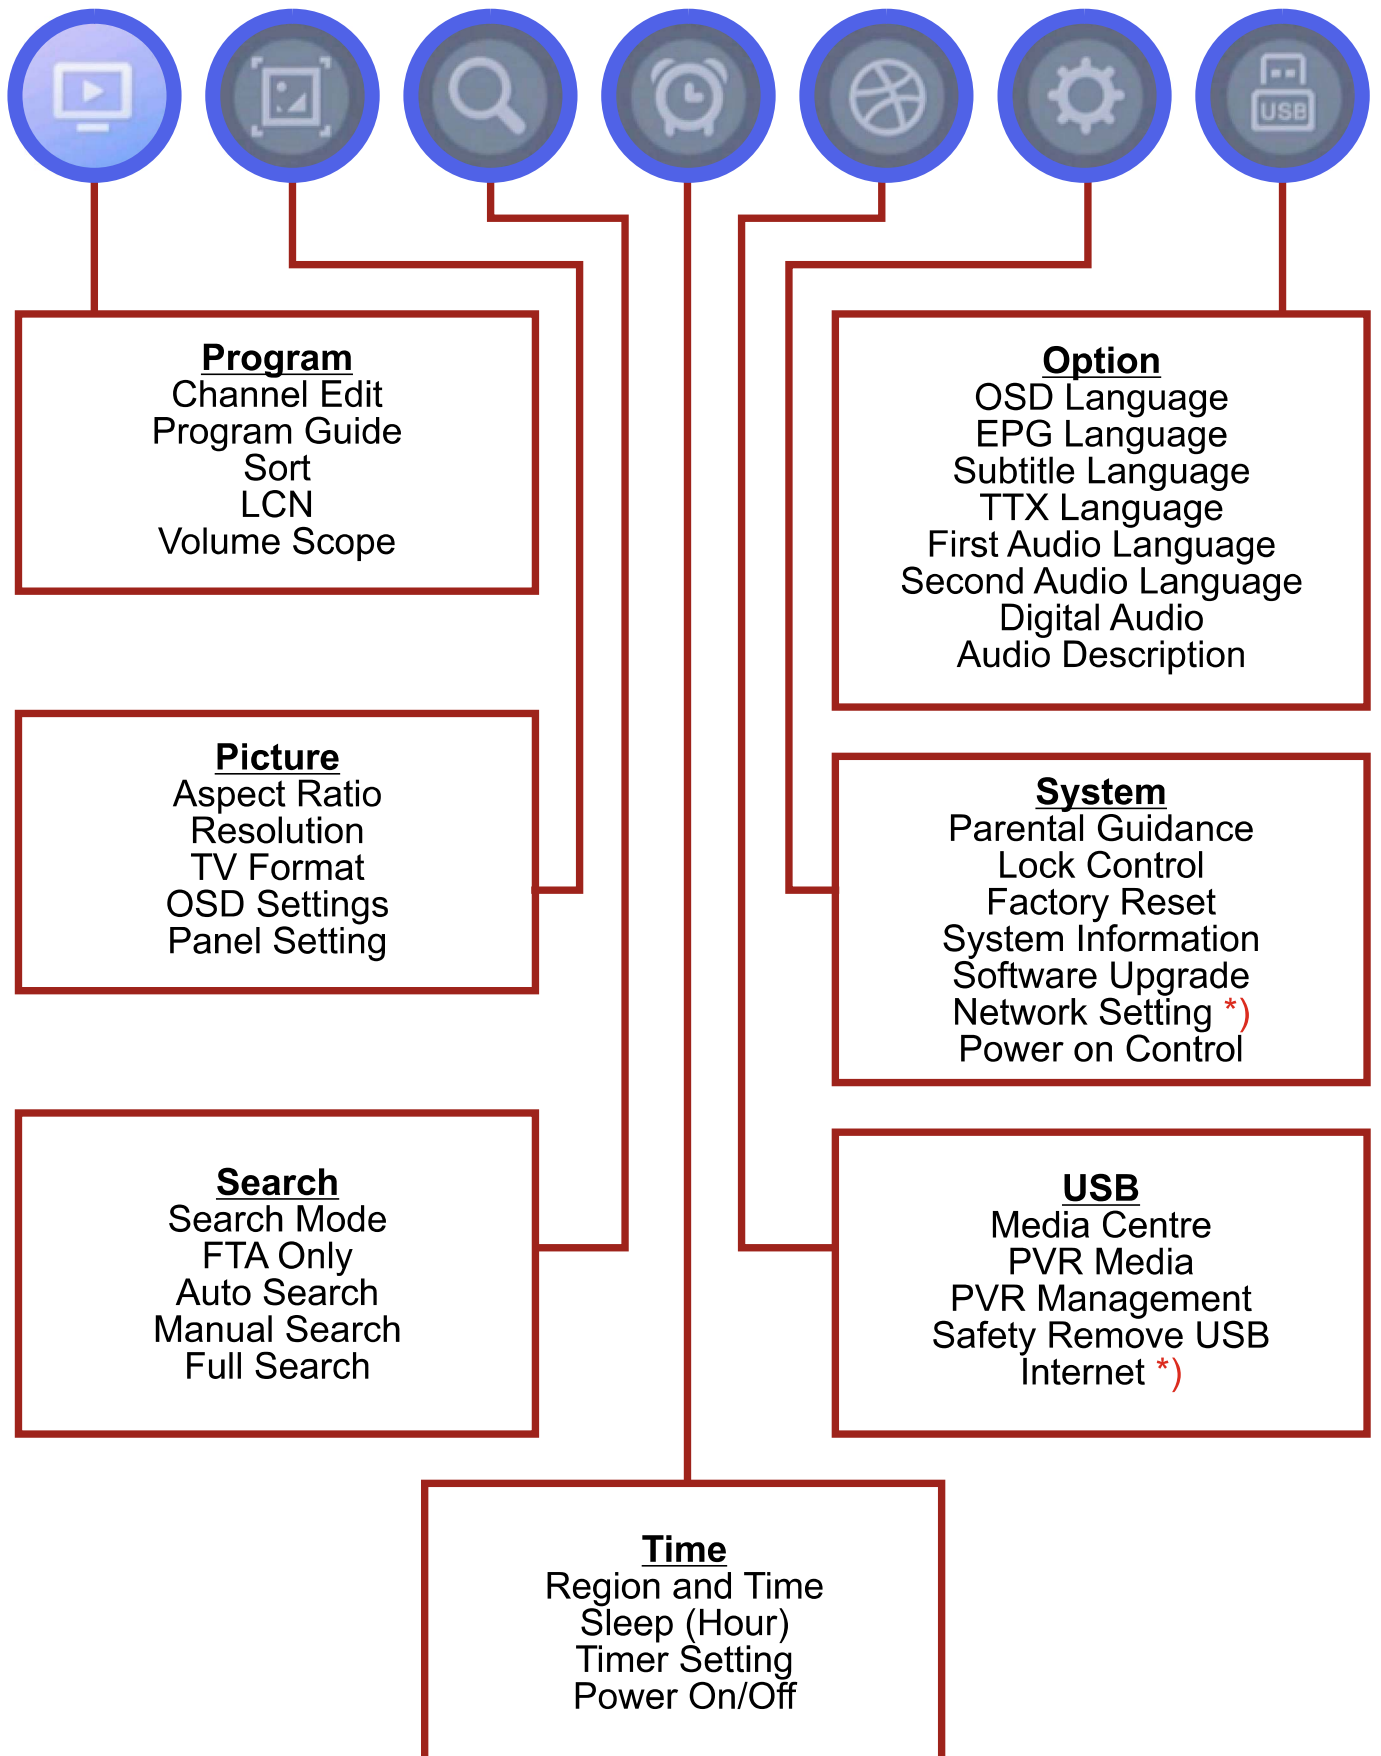 USB
Program
Channel Edit
Program Guide
Sort
LCN
Volume Scope
Picture
Aspect Ratio
Resolution
TV Format
OSD Settings
Panel Setting
Search
Search Mode
FTA Only
Auto Search
Manual Search
Full Search
Option
OSD Language
EPG Language
Subtitle Language
TTX Language
First Audio Language
Second Audio Language
Digital Audio
Audio Description
System
Parental Guidance
Lock Control
Factory Reset
System Information
Software Upgrade
Network Setting *)
Power on Control
USB
Media Centre
PVR Media
PVR Management
Safety Remove USB
Internet *)
Time
Region and Time
Sleep (Hour)
Timer Setting
Power On/Off